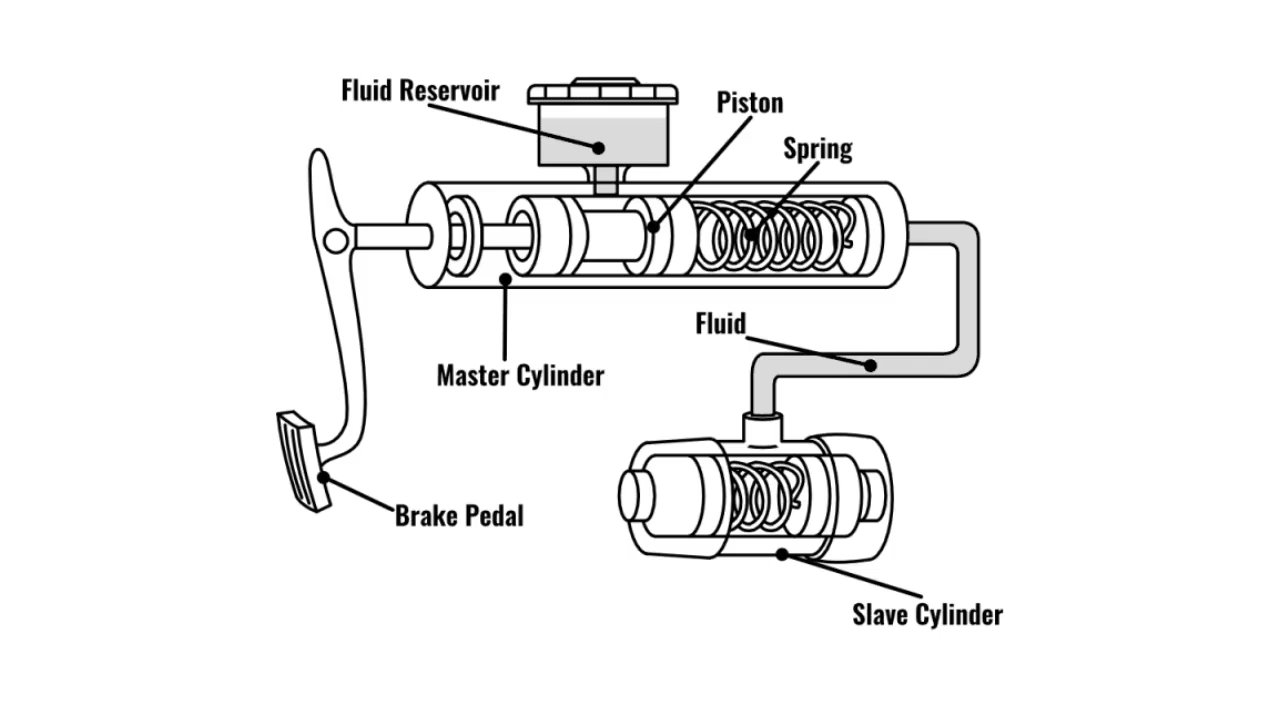 Fluid Reservoir
Piston
Spring
Fluid
Master Cylinder
Brake Pedal
Slave Cylinder